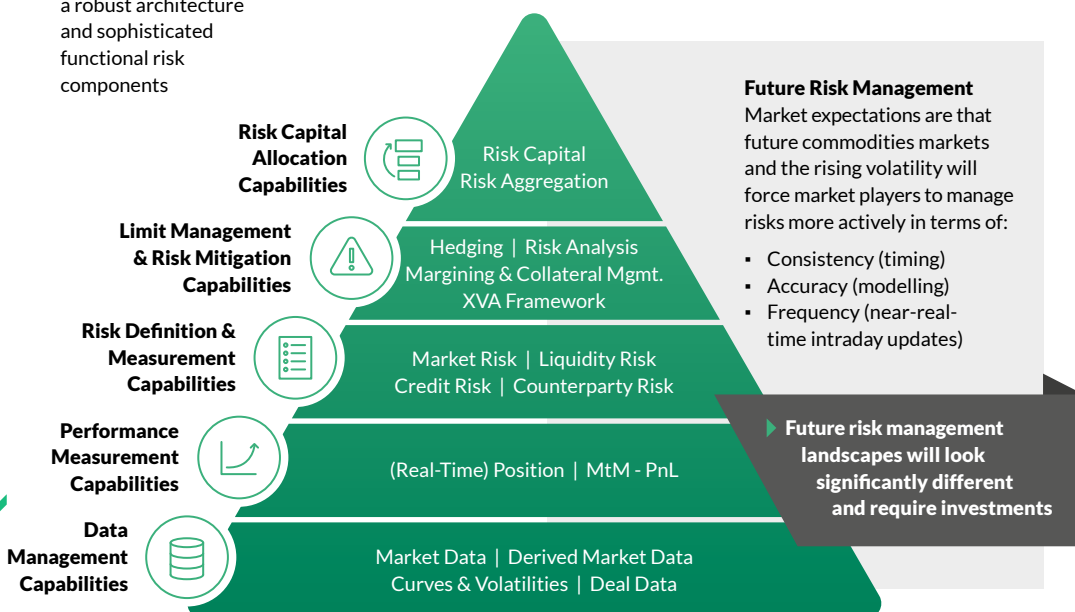 a robust architecture
and sophisticated
functional risk
components
Risk Capital
Allocation
Capabilities
Risk Capital
Risk Aggregation
Limit Management
& Risk Mitigation
Capabilities
Hedging | Risk Analysis
Margining & Collateral Mgmt.
XVA Framework
Risk Definition &
Measurement
Capabilities
Market Risk | Liquidity Risk
Credit Risk | Counterparty Risk
Performance
Measurement
Capabilities
(Real-Time) Position | MtM - PnL
Data
Management
Capabilities
Market Data | Derived Market Data
Curves & Volatilities | Deal Data
Future Risk Management
Market expectations are that
future commodities markets
and the rising volatility will
force market players to manage
risks more actively in terms of:
▪ Consistency (timing)
▪ Accuracy (modelling)
▪ Frequency (near-real-
time intraday updates)
Future risk management
landscapes will look
significantly different
and require investments